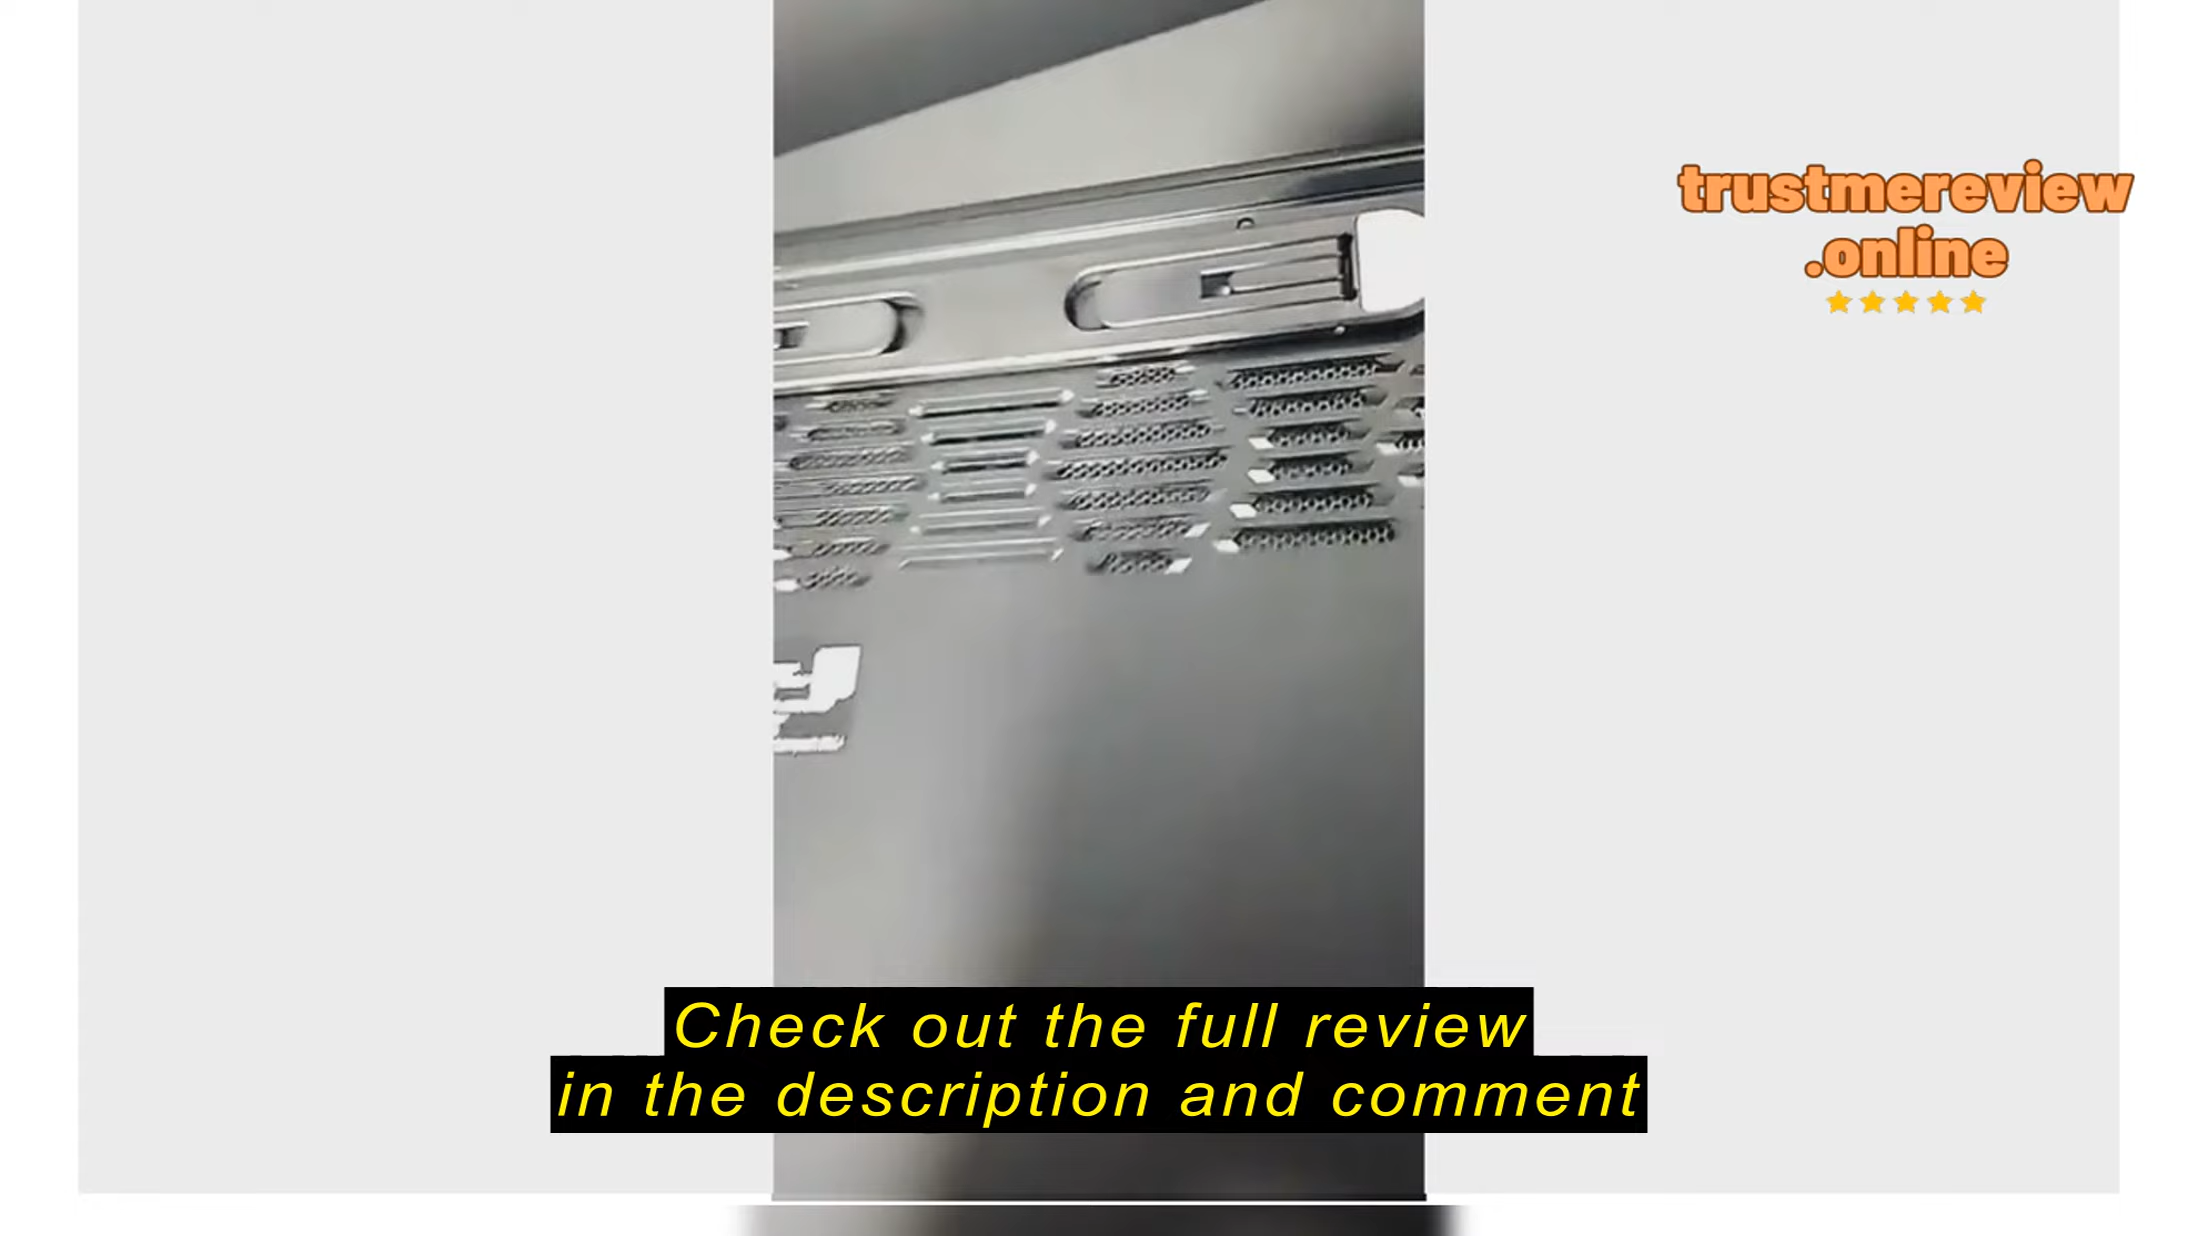 trustmereview
.online
Check out the full review
in the description and comment